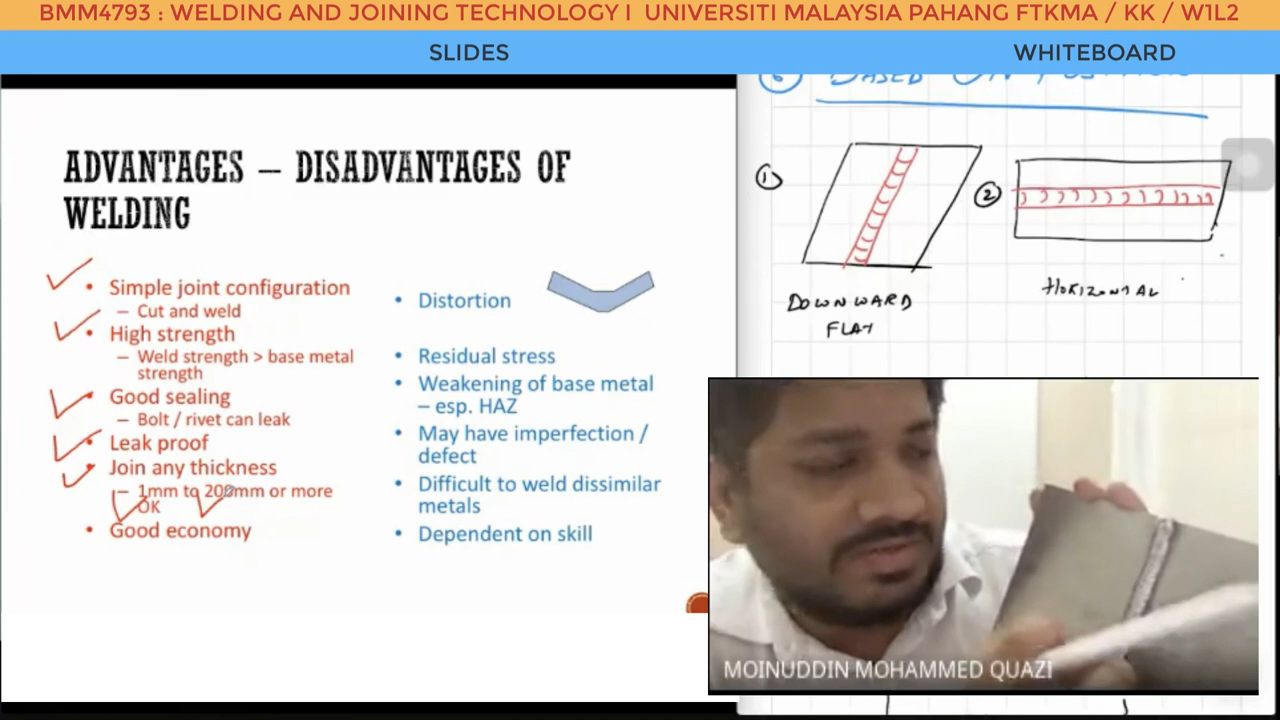 BMM4793 : WELDING AND JOINING TECHNOLOGY I UNIVERSITI MALAYSIA PAHANG FTKMA / KK / W1L2
SLIDES
WHITEBOARD
ADVANTAGES – DISADVANTAGES OF
WELDING
• Simple joint configuration
– Cut and weld
• High strength
– Weld strength > base metal
strength
• Good sealing
– Bolt / rivet can leak
• Leak proof
• Join any thickness
– 1mm to 200mm or more
OK
• Good economy
• Distortion
• Residual stress
• Weakening of base metal
– esp. HAZ
• May have imperfection /
defect
• Difficult to weld dissimilar
metals
• Dependent on skill
BASED ON
①
②
DOWNWARD
FLAT
HORIZONTAL
MOINUDDIN MOHAMMED QUAZI